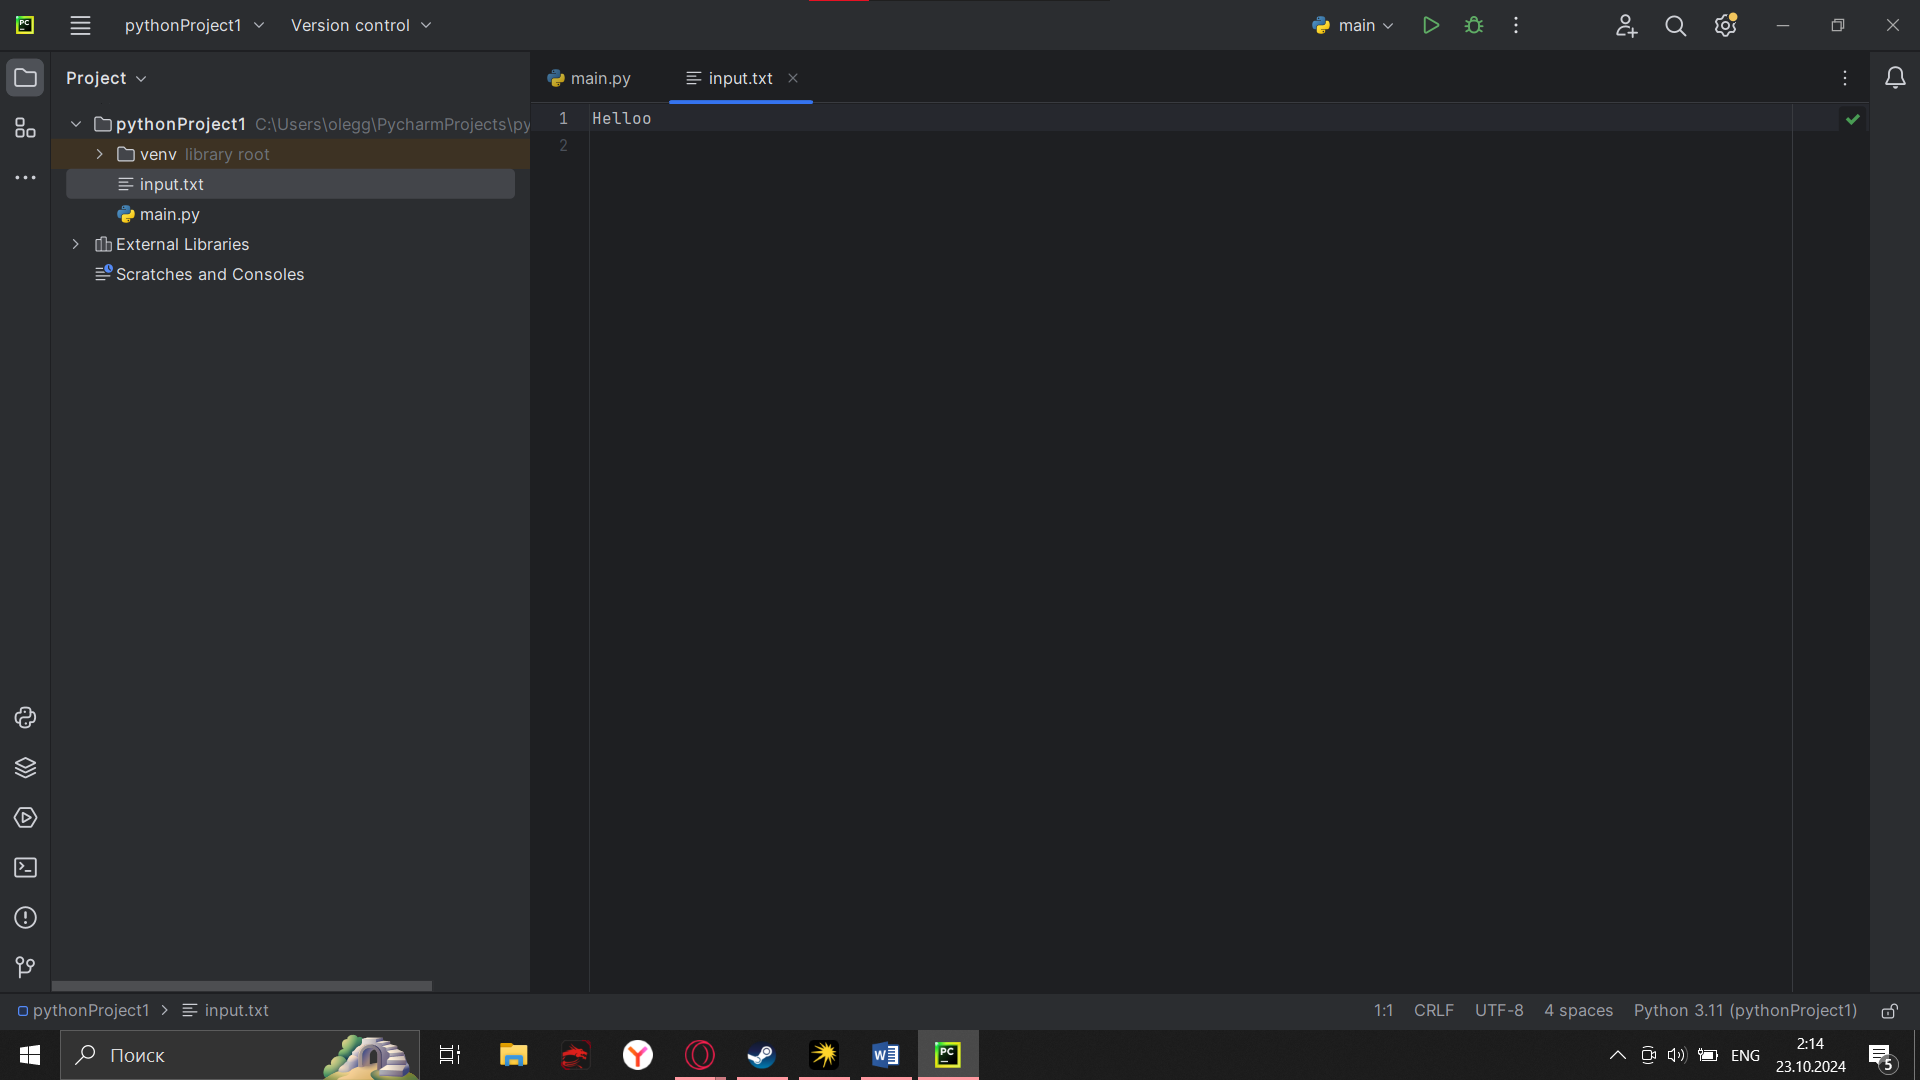 PC pythonProject1 Version control main
Project main.py input.txt
pythonProject1 C:\Users\olegg\PycharmProjects\py 1 Helloo
2
venv library root
input.txt
main.py
External Libraries
Scratches and Consoles
pythonProject1 > input.txt 1:1 CRLF UTF-8 4 spaces Python 3.11 (pythonProject1)
Поиск Y W PC ENG 2:14
23.10.2024 5